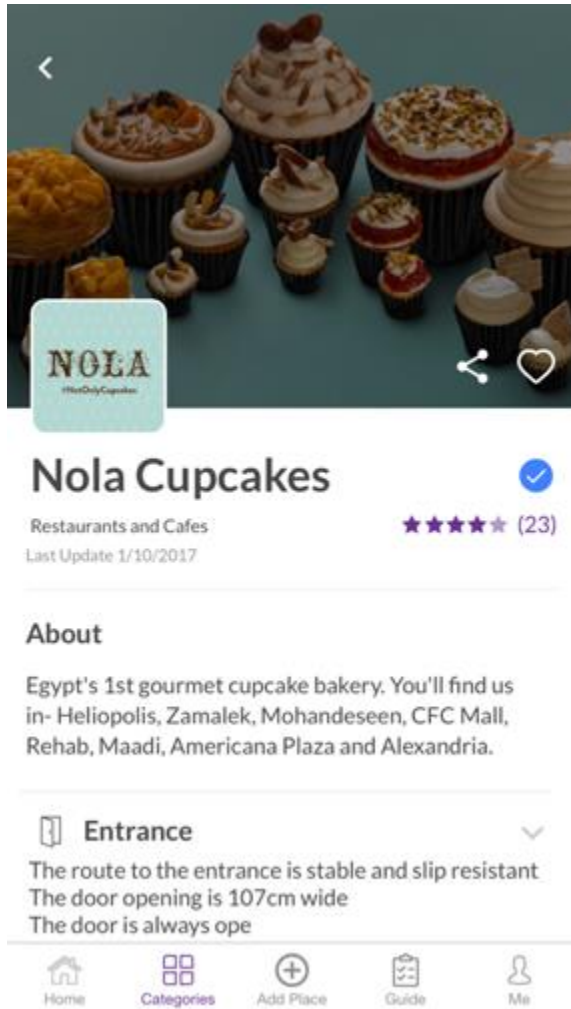 NOLA
#NotOnlyCupcakes
Nola Cupcakes
Restaurants and Cafes
(23)
Last Update 1/10/2017
About
Egypt's 1st gourmet cupcake bakery. You'll find us
in- Heliopolis, Zamalek, Mohandeseen, CFC Mall,
Rehab, Maadi, Americana Plaza and Alexandria.
Entrance
The route to the entrance is stable and slip resistant
The door opening is 107cm wide
The door is always ope
Home Categories Add Place Guide Me